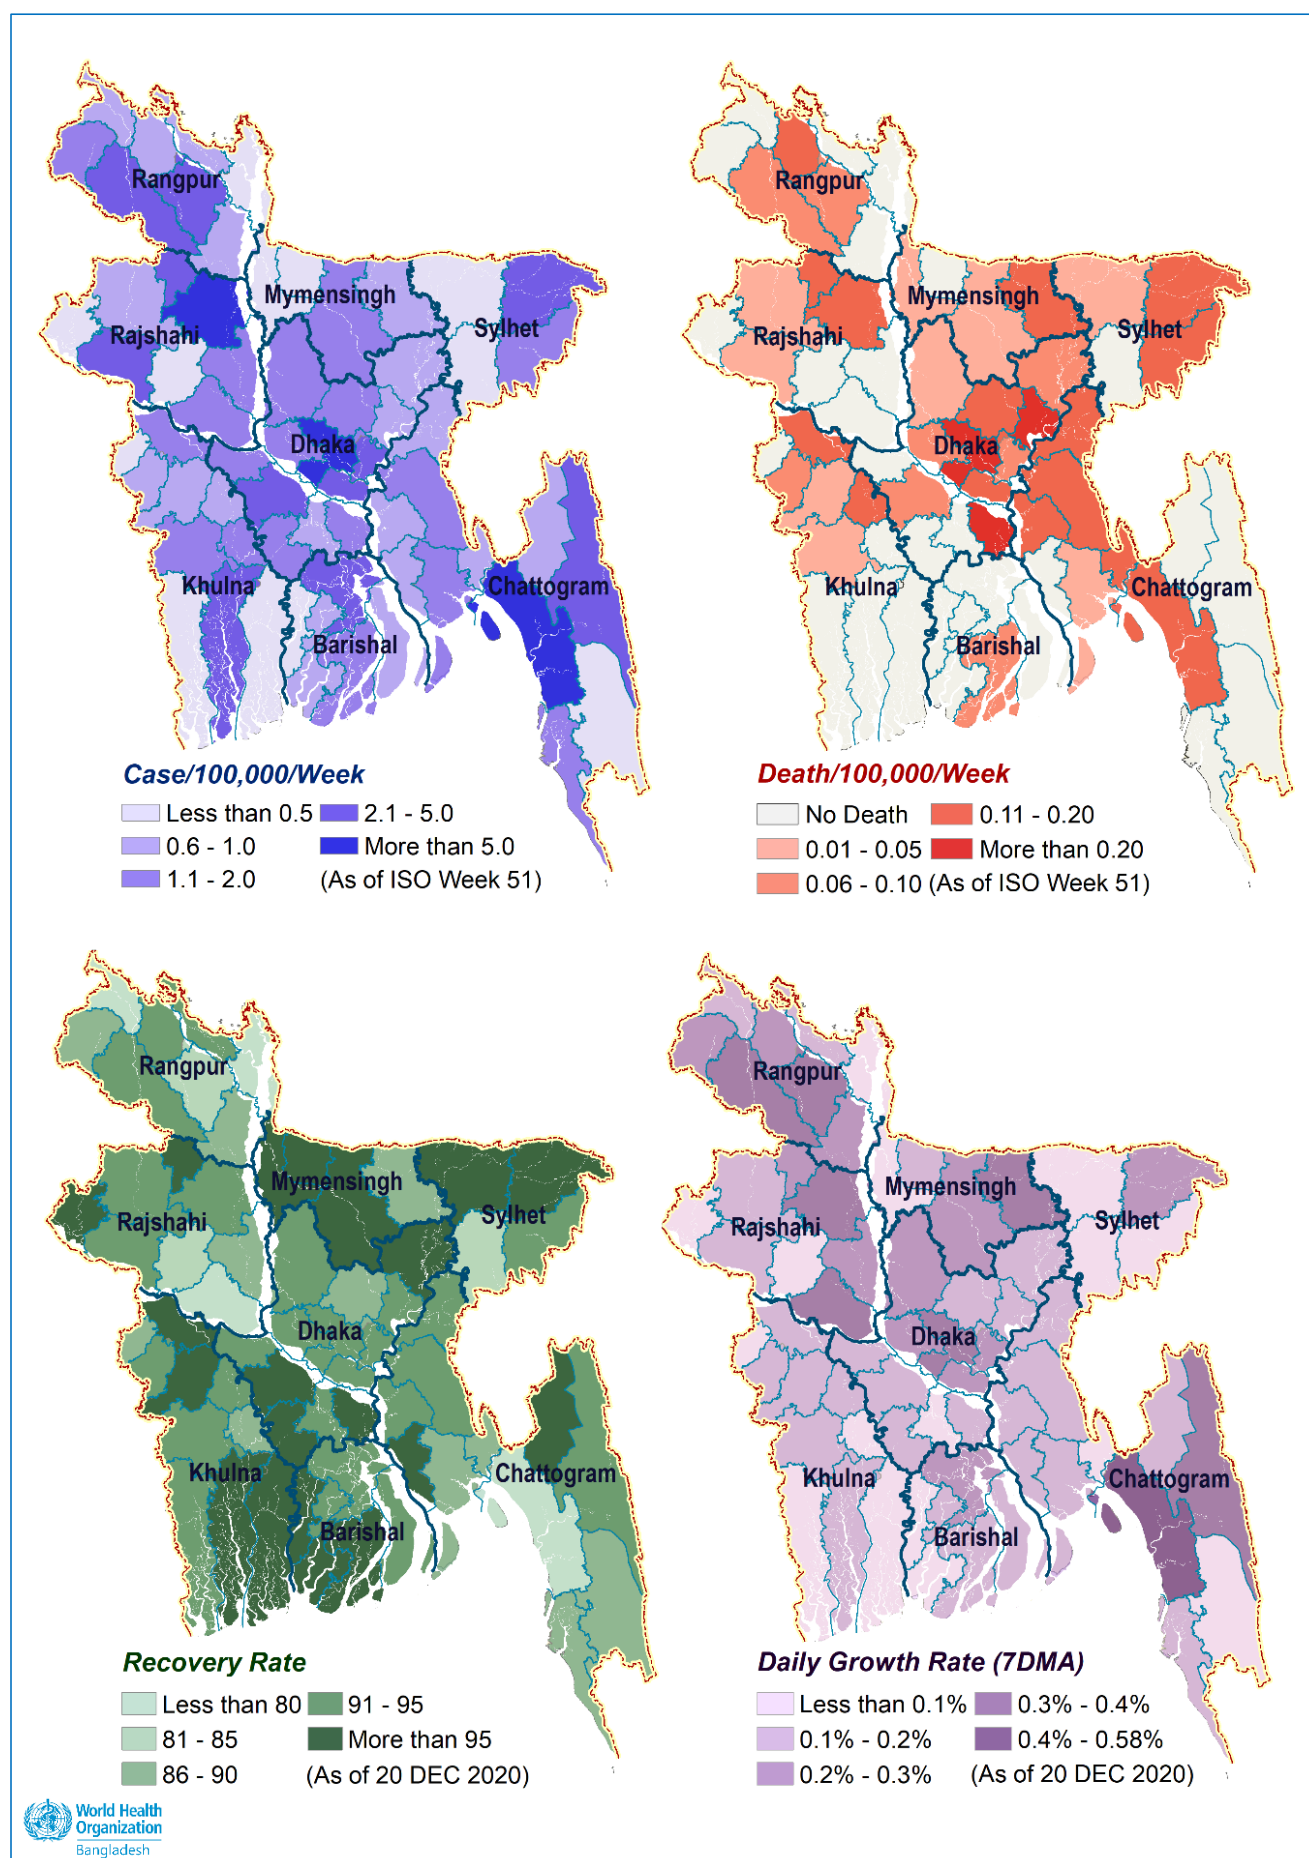 Rangpur
Mymensingh
Sylhet
Rajshahi
Dhaka
Khulna
Chattogram
Barishal
Case/100,000/Week
Less than 0.5
2.1 - 5.0
0.6 - 1.0
More than 5.0
1.1 - 2.0
(As of ISO Week 51)
Rangpur
Mymensingh
Sylhet
Rajshahi
Dhaka
Khulna
Chattogram
Barishal
Death/100,000/Week
No Death
0.11 - 0.20
0.01 - 0.05
More than 0.20
0.06 - 0.10
(As of ISO Week 51)
Rangpur
Mymensingh
Sylhet
Rajshahi
Dhaka
Khulna
Chattogram
Barishal
Recovery Rate
Less than 80
91 - 95
81 - 85
More than 95
86 - 90
(As of 20 DEC 2020)
Rangpur
Mymensingh
Sylhet
Rajshahi
Dhaka
Khulna
Chattogram
Barishal
Daily Growth Rate (7DMA)
Less than 0.1%
0.3% - 0.4%
0.1% - 0.2%
0.4% - 0.58%
0.2% - 0.3%
(As of 20 DEC 2020)
World Health
Organization
Bangladesh